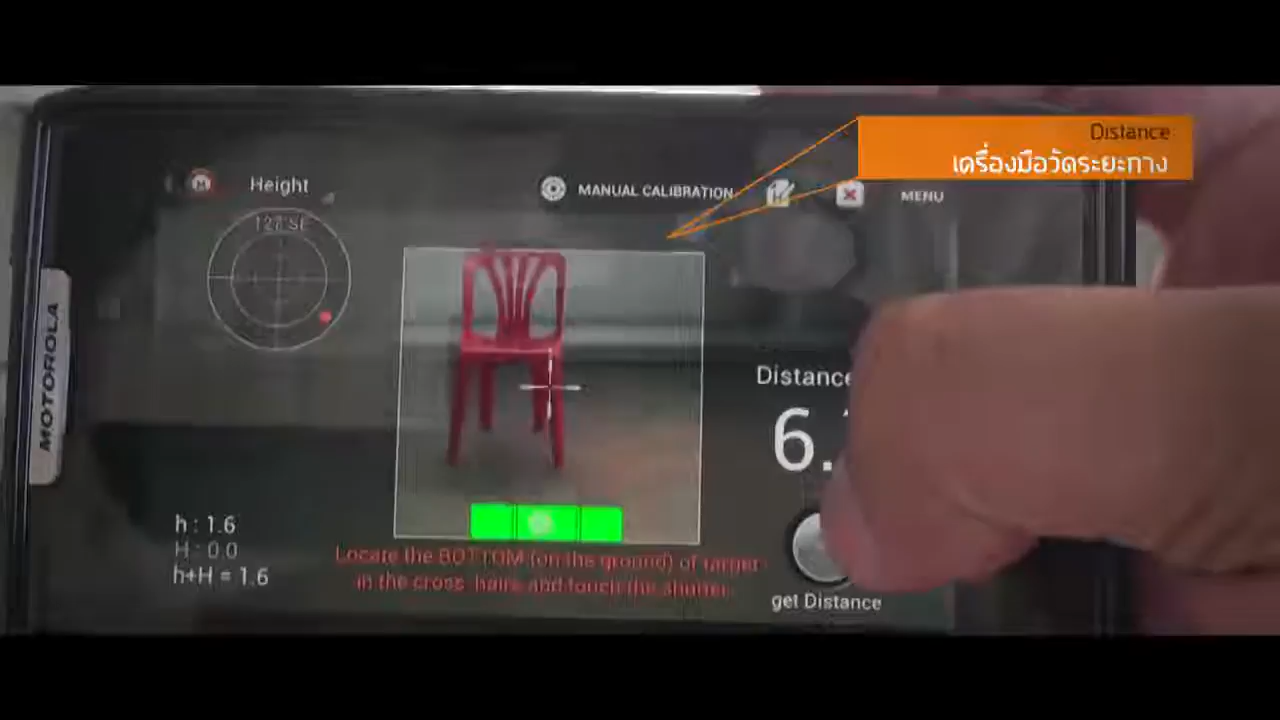 Distance
เครื่องมือวัดระยะทาง
Height
MANUAL CALIBRATION
MENU
127 SE
MOTOROLA
Distance
6.
h : 1.6
H : 0.0
h+H = 1.6
Locate the BOTTOM (on the ground) of target
in the cross hairs and touch the shutter.
get Distance